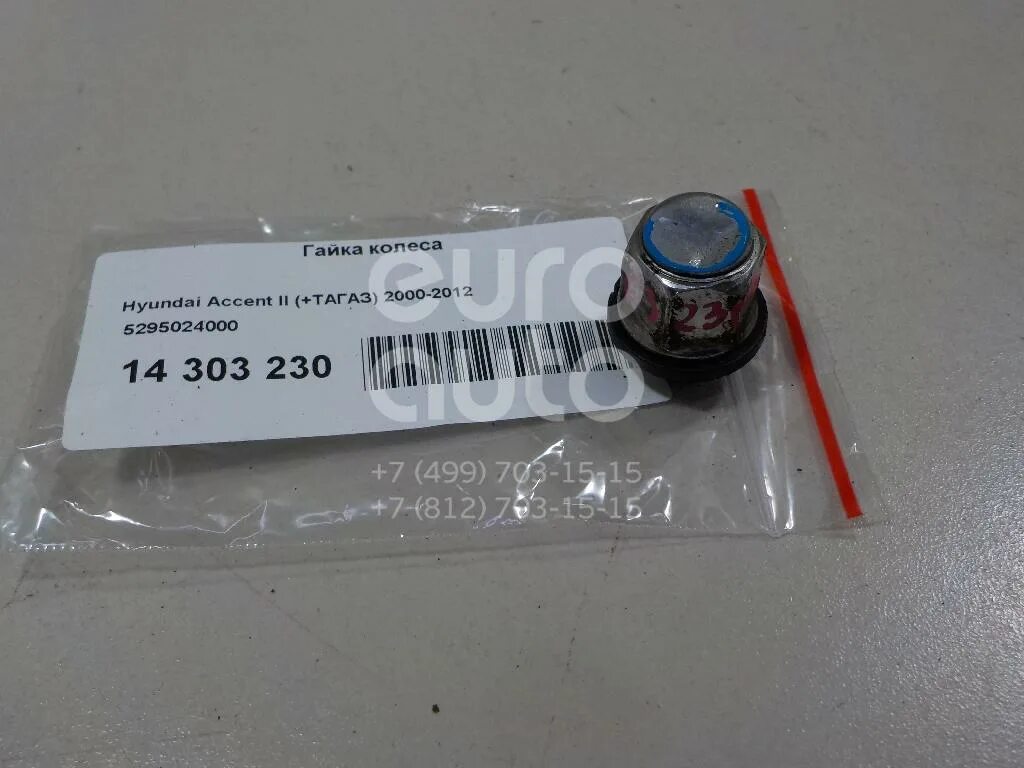 Гайка колеса
Hyundai Accent II (+ТАГАЗ) 2000-2012
5295024000
14 303 230
euro
auto
+7 (499) 703-15-15
+7 (812) 703-15-15